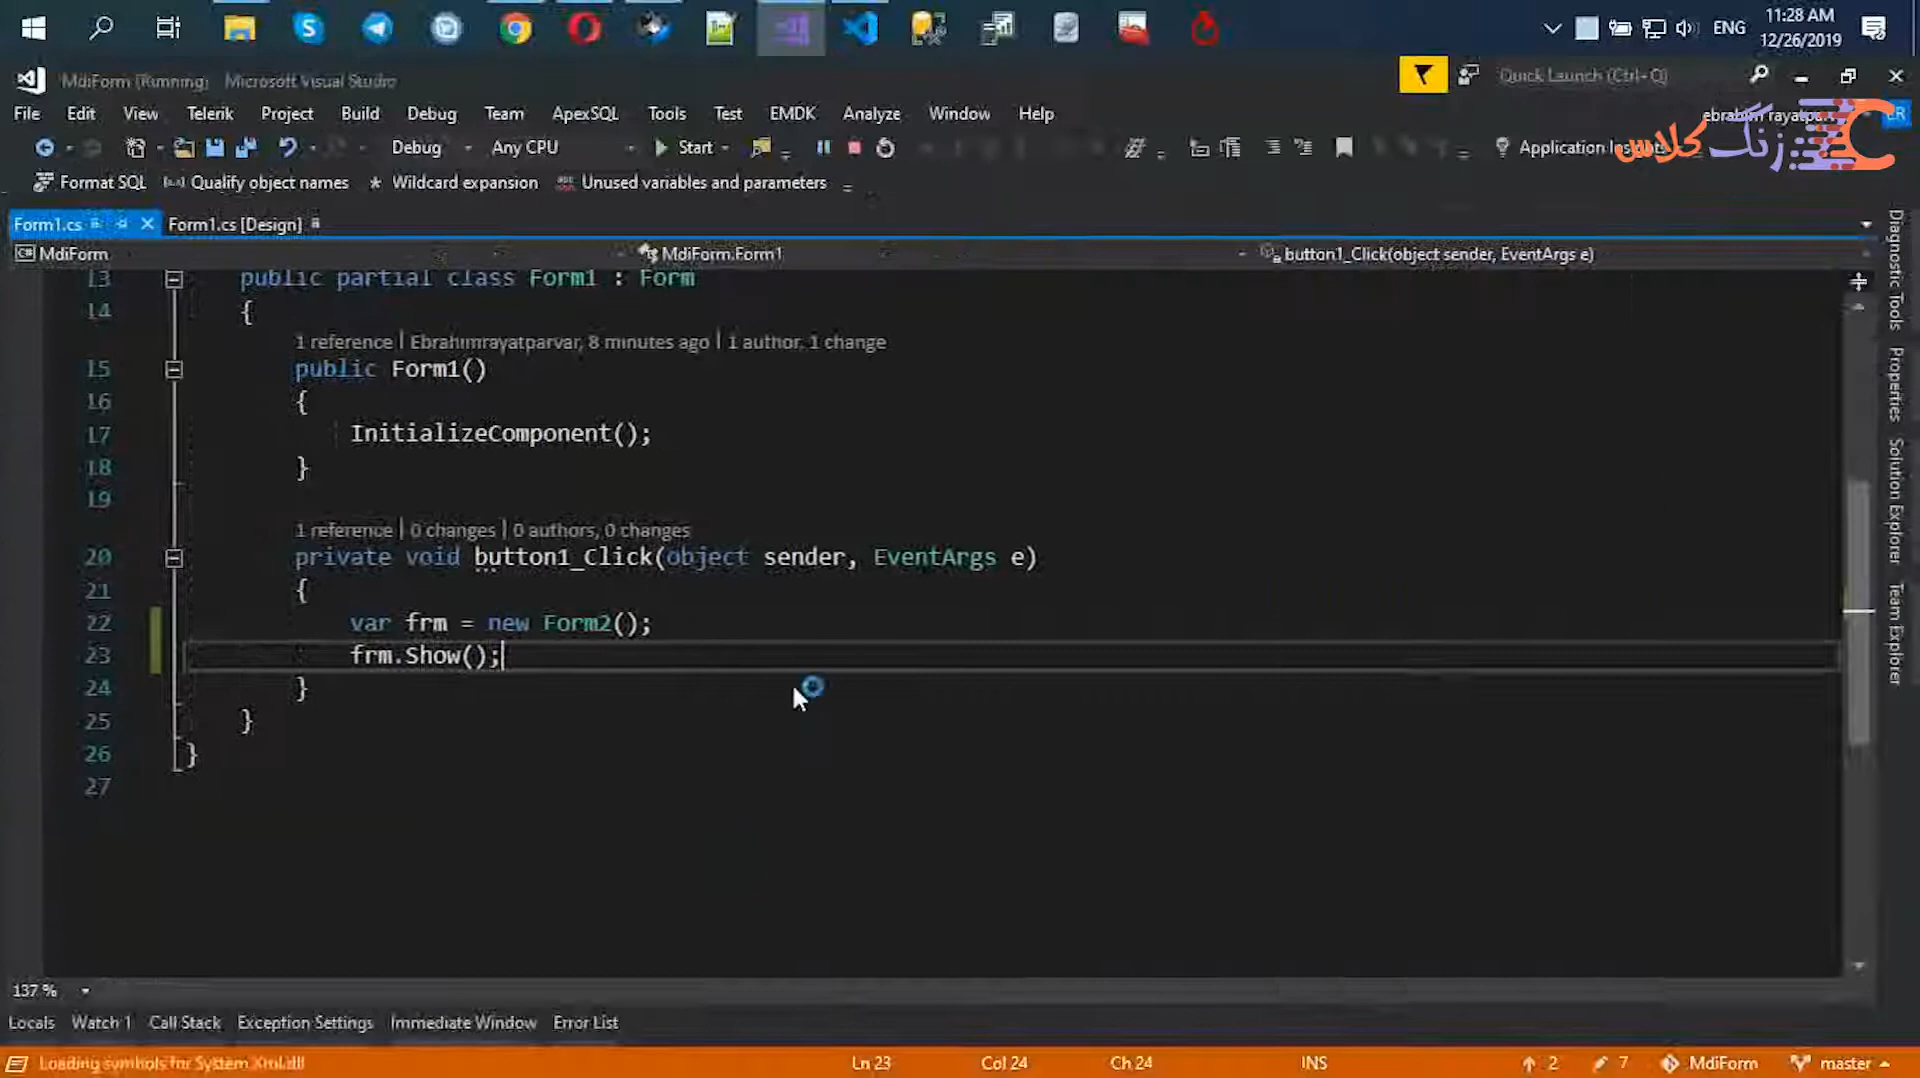 11:28 AM
ENG
12/26/2019
MdiForm (Running) Microsoft Visual Studio
Quick Launch (Ctrl+Q)
File Edit View Telerik Project Build Debug Team ApexSQL Tools Test EMDK Analyze Window Help
ebrahim
زنگ کلاس
Debug Any CPU Start Application Insights
Format SQL Qualify object names Wildcard expansion Unused variables and parameters
Form1.cs Form1.cs [Design]
MdiForm MdiForm.Form1 button1_Click(object sender, EventArgs e)
13 public partial class Form1 : Form
14 {
1 reference | Ebrahimrayatparvar, 8 minutes ago | 1 author, 1 change
15 public Form1()
16 {
17 InitializeComponent();
18 }
19
1 reference | 0 changes | 0 authors, 0 changes
20 private void button1_Click(object sender, EventArgs e)
21 {
22 var frm = new Form2();
23 frm.Show();
24 }
25 }
26 }
27
Diagnostic Tools
Properties
Solution Explorer
Team Explorer
137 %
Locals Watch 1 Call Stack Exception Settings Immediate Window Error List
Loading symbols for System.Xml.dll Ln 23 Col 24 Ch 24 INS 2 7 MdiForm master